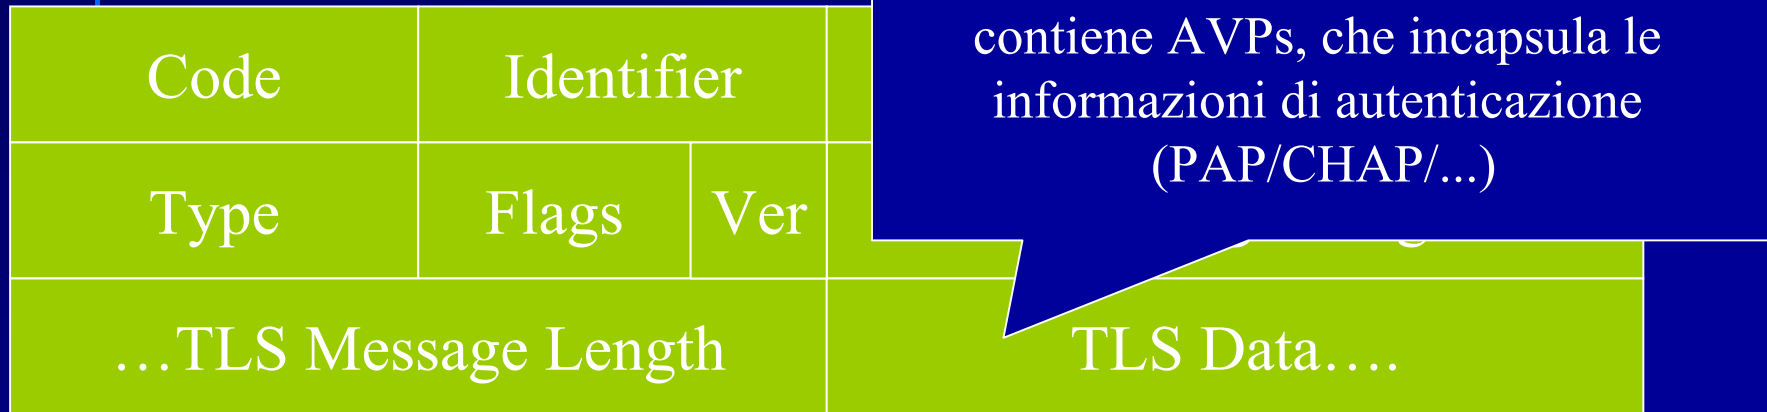 contiene AVPs, che incapsula le
informazioni di autenticazione
(PAP/CHAP/...)
Code Identifier
Type Flags Ver
…TLS Message Length TLS Data….